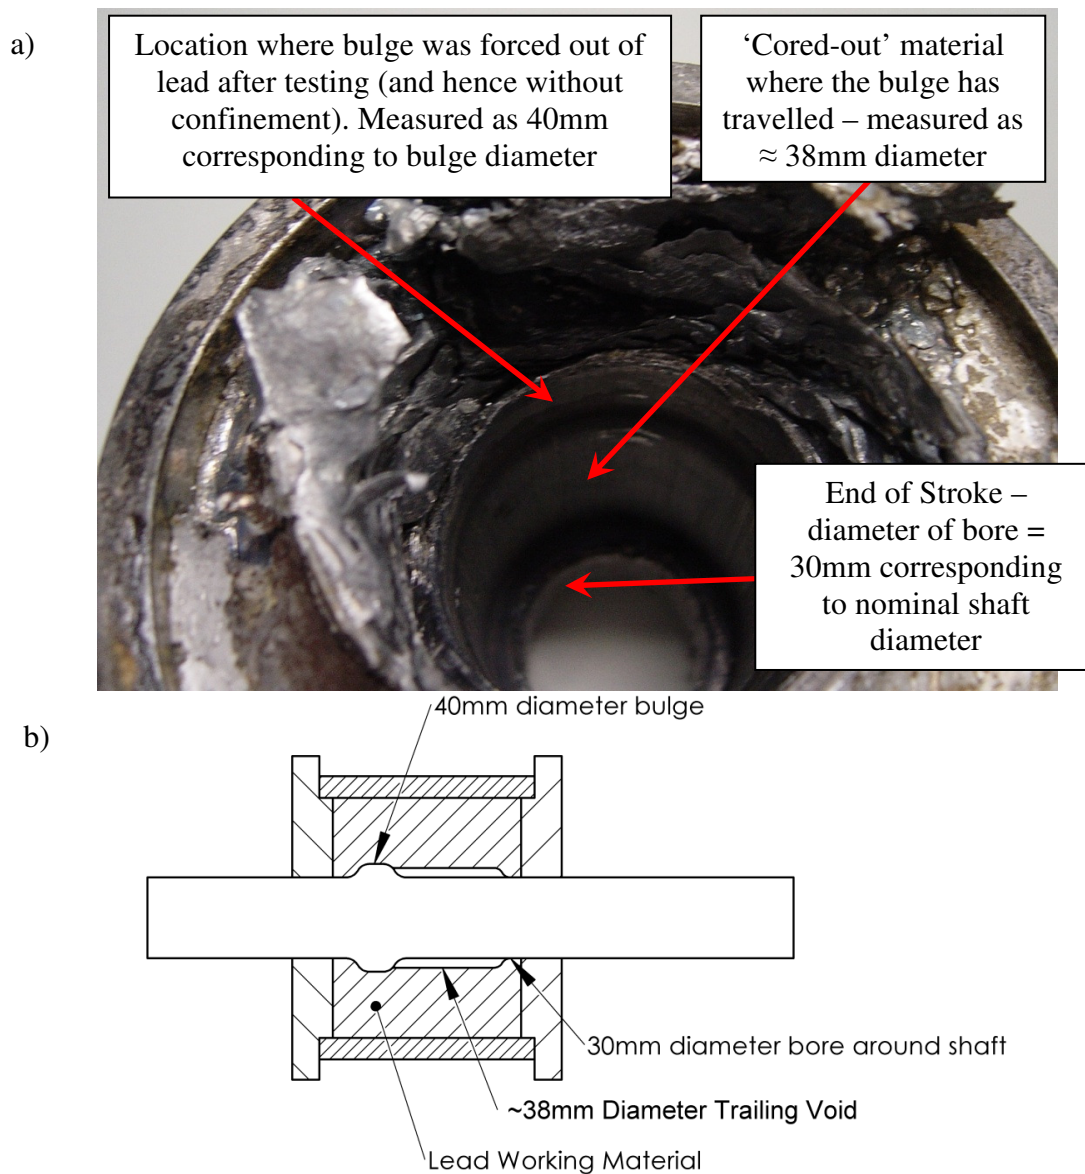 a)
Location where bulge was forced out of
lead after testing (and hence without
confinement). Measured as 40mm
corresponding to bulge diameter
‘Cored-out’ material
where the bulge has
travelled – measured as
≈ 38mm diameter
End of Stroke –
diameter of bore =
30mm corresponding
to nominal shaft
diameter
b)
40mm diameter bulge
30mm diameter bore around shaft
~38mm Diameter Trailing Void
Lead Working Material